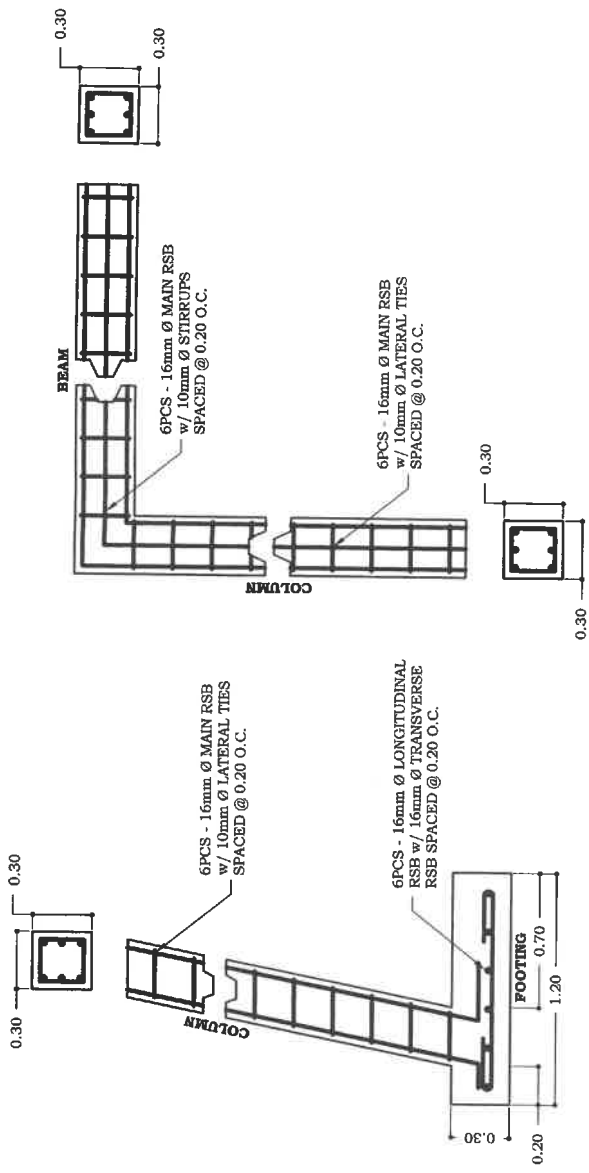 0.30
0.30
BEAM
6PCS - 16mm Ø MAIN RSB
w/ 10mm Ø STIRRUPS
SPACED @ 0.20 O.C.
6PCS - 16mm Ø MAIN RSB
w/ 10mm Ø LATERAL TIES
SPACED @ 0.20 O.C.
COLUMN
0.30
0.30
0.30
0.30
6PCS - 16mm Ø MAIN RSB
w/ 10mm Ø LATERAL TIES
SPACED @ 0.20 O.C.
COLUMN
6PCS - 16mm Ø LONGITUDINAL
RSB w/ 16mm Ø TRANSVERSE
RSB SPACED @ 0.20 O.C.
FOOTING
0.30
0.20
0.70
1.20